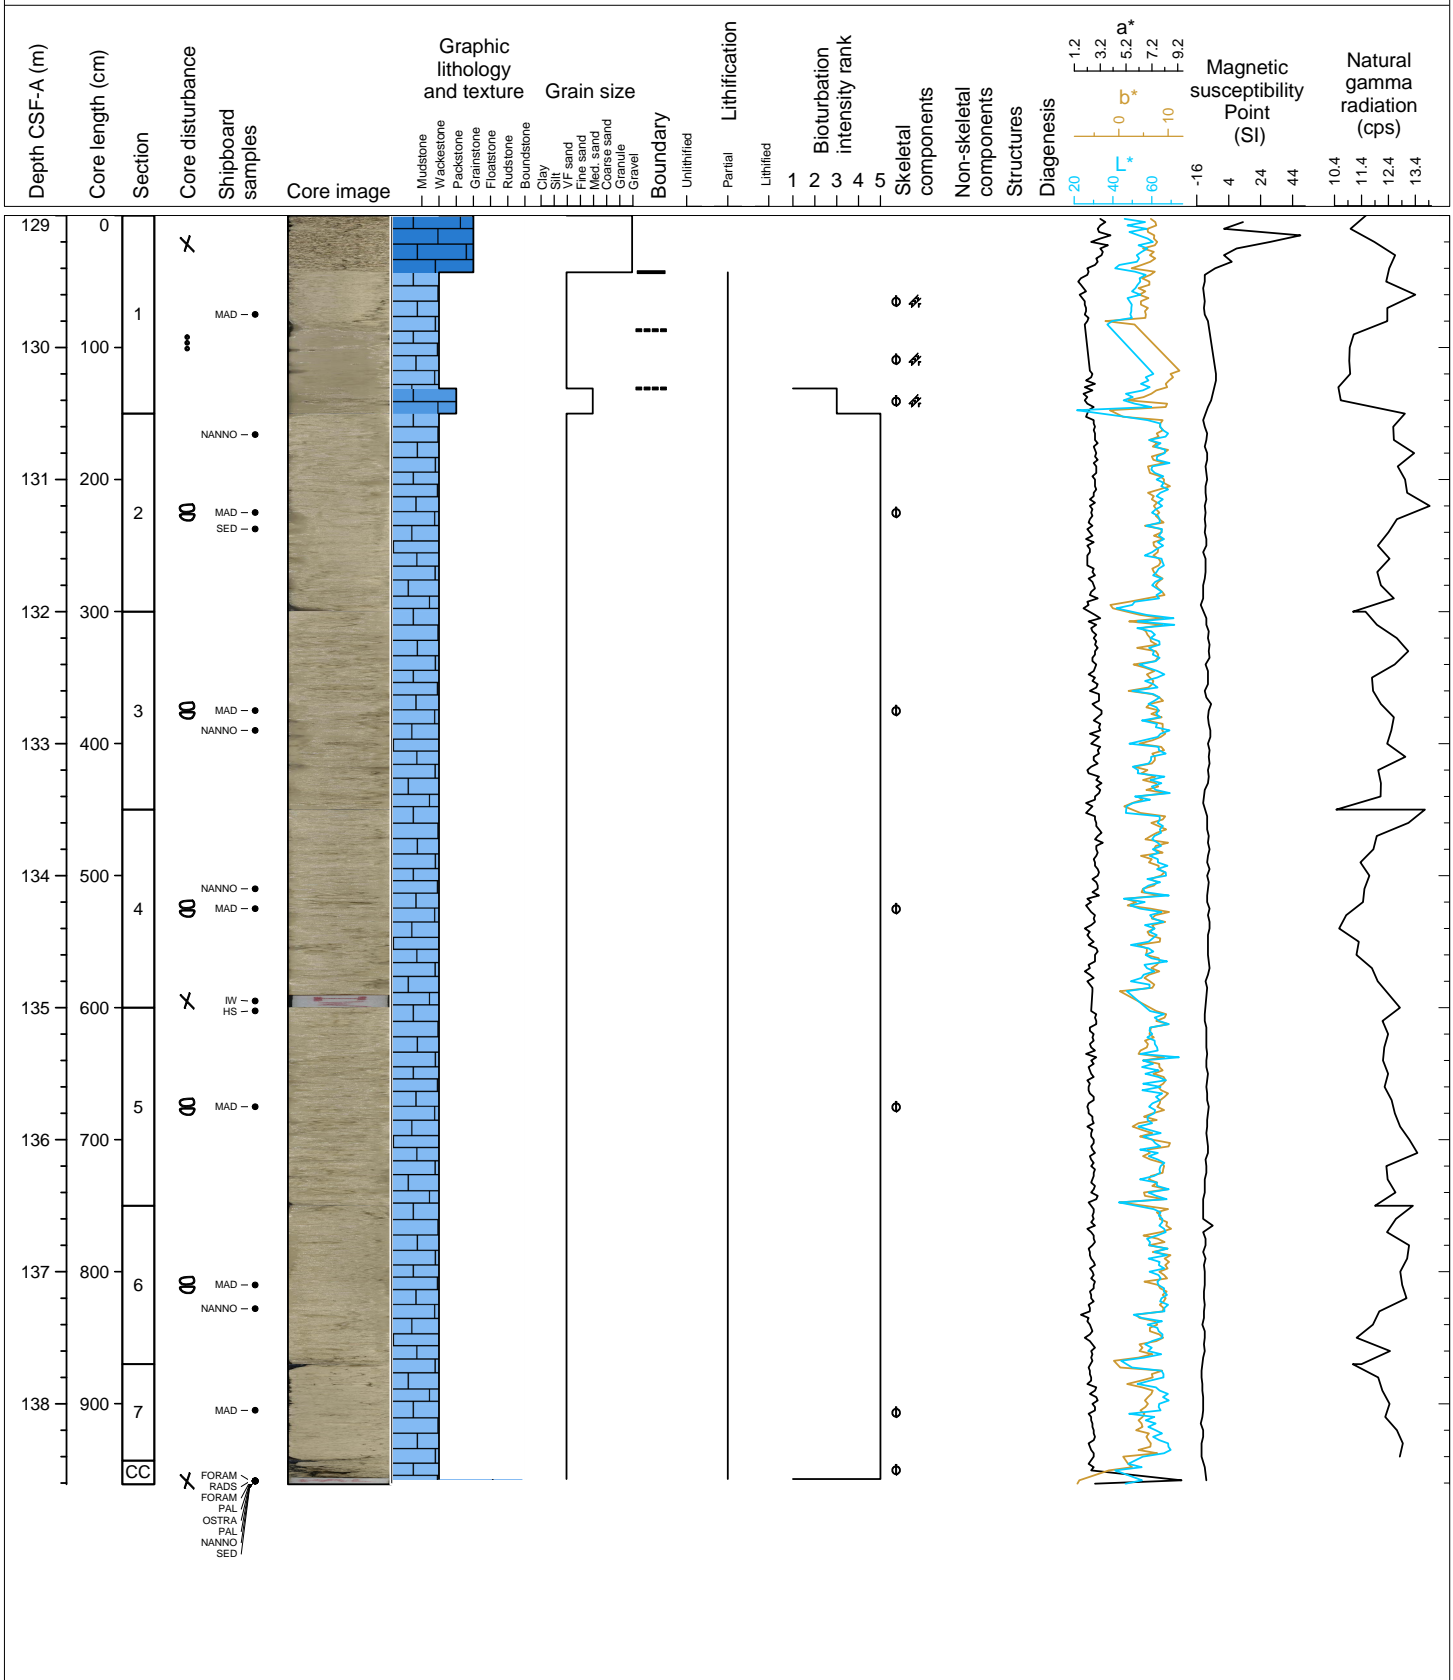 Depth CSF-A (m)
Core length (cm)
Section
Core disturbance
Shipboard
samples
Core image
Graphic
lithology
and texture
Mudstone
Wackestone
Packstone
Grainstone
Floatstone
Rudstone
Boundstone
Grain size
Clay
Silt
VF sand
Fine sand
Med. sand
Coarse sand
Granule
Gravel
Boundary
Lithification
Unlithified
Partial
Lithified
Bioturbation
intensity rank
1 2 3 4 5
Skeletal
components
Non-skeletal
components
Structures
Diagenesis
a*
1.2 3.2 5.2 7.2 9.2
b*
0 10
L*
20 40 60
Magnetic
susceptibility
Point
(SI)
-16 4 24 44
Natural
gamma
radiation
(cps)
10.4 11.4 12.4 13.4
129 0
1 MAD
130 100
NANNO
131 200
2 MAD
SED
132 300
3 MAD
NANNO
133 400
134 500
NANNO
4 MAD
IW
135 600
HS
5 MAD
136 700
137 800
6 MAD
NANNO
138 900
7 MAD
CC
FORAM
RADS
FORAM
PAL
OSTRA
PAL
NANNO
SED